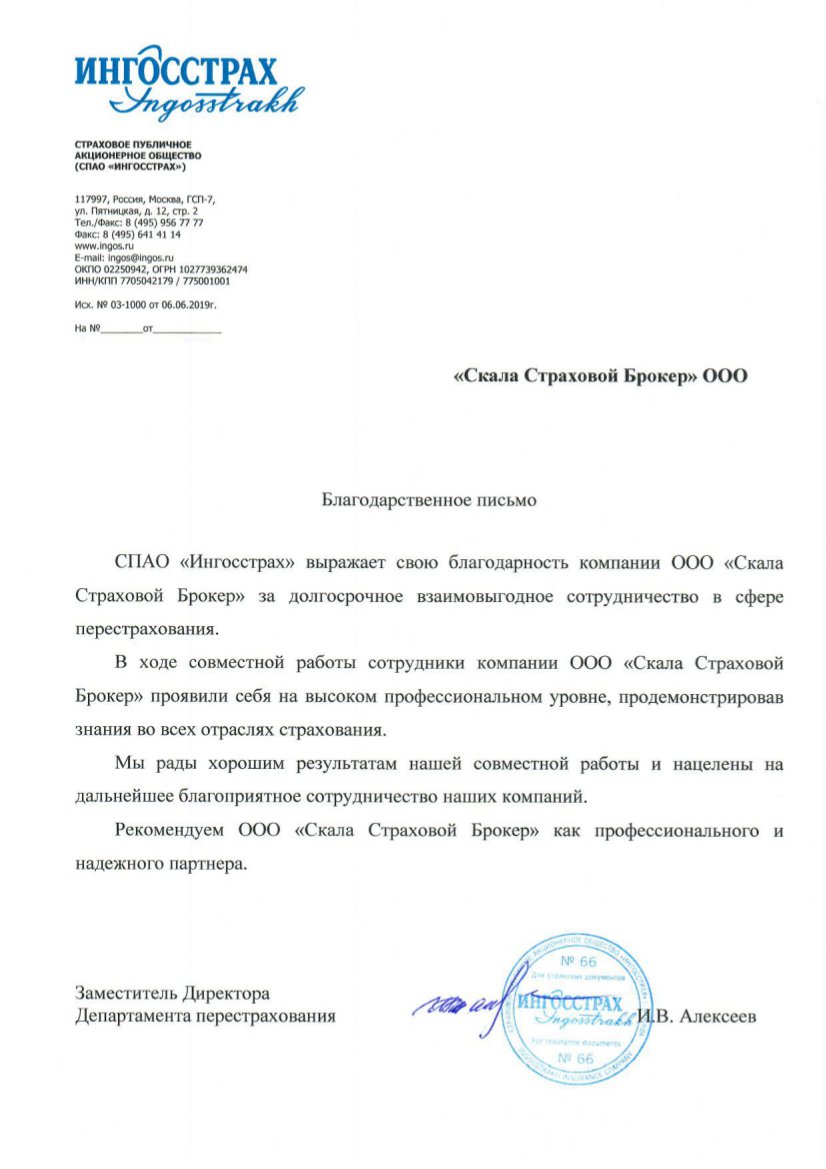 ИНГОССТРАХ
Ingosstrakh
СТРАХОВОЕ ПУБЛИЧНОЕ
АКЦИОНЕРНОЕ ОБЩЕСТВО
(СПАО «ИНГОССТРАХ»)
117997, Россия, Москва, ГСП-7,
ул. Пятницкая, д. 12, стр. 2
Тел./Факс: 8 (495) 956 77 77
Факс: 8 (495) 641 41 14
www.ingos.ru
E-mail: ingos@ingos.ru
ОКПО 02250942, ОГРН 1027739362474
ИНН/КПП 7705042179 / 775001001
Исх. № 03-1000 от 06.06.2019г.
На №________от_____________
«Скала Страховой Брокер» ООО
Благодарственное письмо
СПАО «Ингосстрах» выражает свою благодарность компании ООО «Скала
Страховой Брокер» за долгосрочное взаимовыгодное сотрудничество в сфере
перестрахования.
В ходе совместной работы сотрудники компании ООО «Скала Страховой
Брокер» проявили себя на высоком профессиональном уровне, продемонстрировав
знания во всех отраслях страхования.
Мы рады хорошим результатам нашей совместной работы и нацелены на
дальнейшее благоприятное сотрудничество наших компаний.
Рекомендуем ООО «Скала Страховой Брокер» как профессионального и
надежного партнера.
Заместитель Директора
Департамента перестрахования
И.В. Алексеев
АКЦИОНЕРНОЕ ОБЩЕСТВО «ИНГОССТРАХ»
№ 66
Для страховых документов
ИНГОССТРАХ
Ingosstrakh
For insurance documents
№ 66
INGOSSTRAKH INSURANCE COMPANY